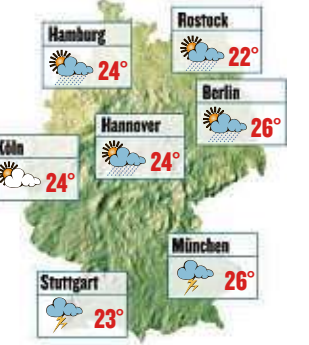 Hamburg
24°
Rostock
22°
Berlin
26°
Hannover
24°
Köln
24°
München
26°
Stuttgart
23°